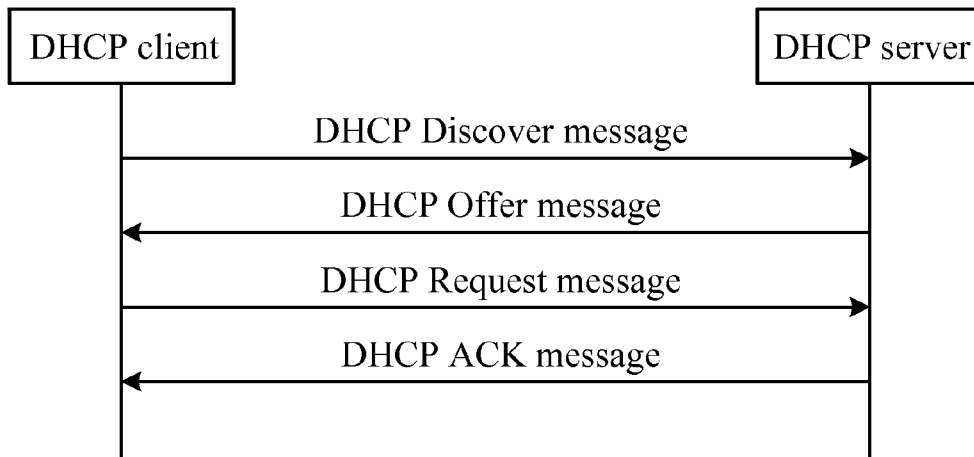 DHCP client
DHCP server
DHCP Discover message
DHCP Offer message
DHCP Request message
DHCP ACK message